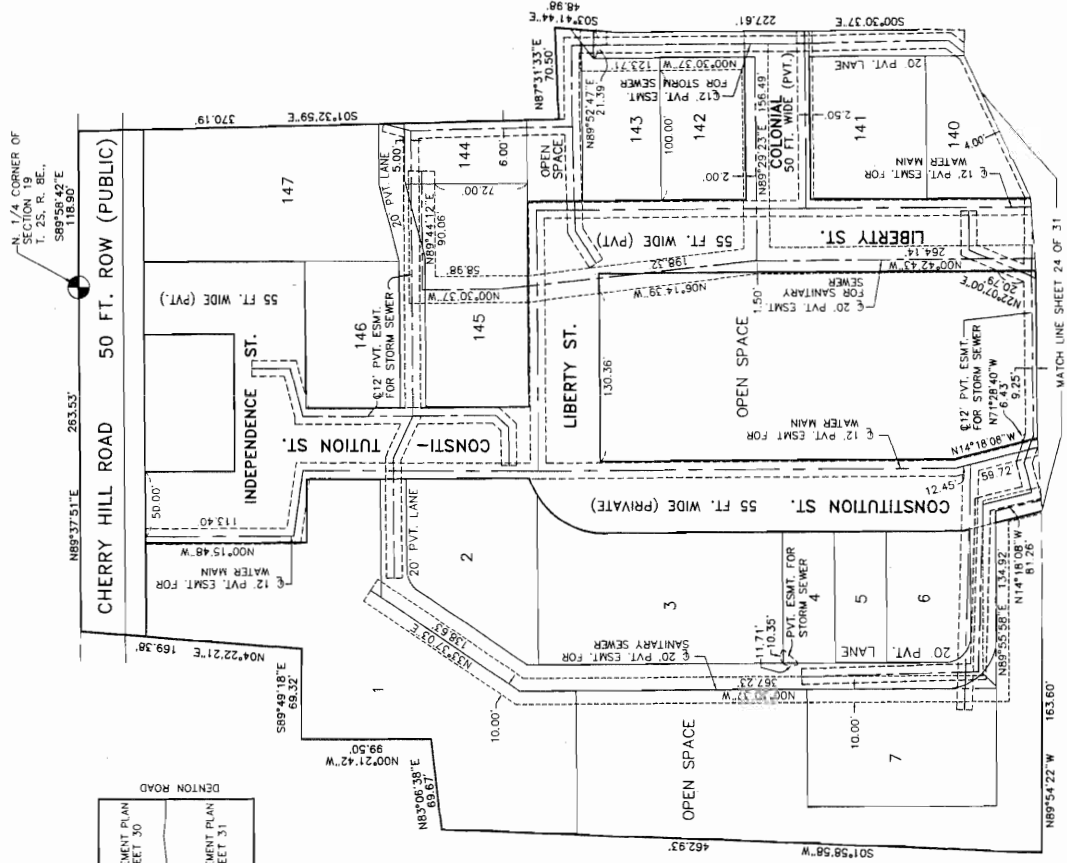 N. 1/4 CORNER OF
SECTION 19
T. 2S, R. 8E.,
S89°58'42"E
118.90'
N89°37'51"E
263.53'
CHERRY HILL ROAD 50 FT. ROW (PUBLIC)
370.19'
S01°32'59"E
N87°31'33"E
70.50'
S03°41'44"E
48.98'
227.61'
S00°30'37"E
50.00'
113.40
N00°15'48"W
℄ 12' PVT. ESMT. FOR
WATER MAIN
INDEPENDENCE ST.
55 FT. WIDE (PVT.)
147
146
℄12' PVT. ESMT.
FOR STORM SEWER
20' PVT. LANE
5.00'
144
6.00'
72.00'
N89°44'12"E
90.06'
58.98'
N00°30'37"W
145
OPEN
SPACE
N89°52'47"E
21.39'
143
123.71'
N00°30'37"W
100.00'
142
℄12' PVT. ESMT.
FOR STORM SEWER
2.00'
N89°29'23"E 156.49'
COLONIAL
50 FT. WIDE (PVT.)
2.50'
20' PVT. LANE
141
140
4.00'
℄ 12' PVT. ESMT. FOR
WATER MAIN
CONSTI-
TUTION ST.
LIBERTY ST.
55 FT. WIDE (PVT)
198.32'
N06°14'39"W
130.36'
1.50'
LIBERTY ST.
264.14'
N00°42'43"W
℄ 20' PVT. ESMT.
FOR SANITARY
SEWER
20.79'
N22°07'00"E
OPEN SPACE
℄ 12' PVT. ESMT FOR
WATER MAIN
℄12' PVT. ESMT.
FOR STORM SEWER
N71°28'40"W
6.43'
9.25'
MATCH LINE SHEET 24 OF 31
N14°18'08"W
59.72'
12.45'
CONSTITUTION ST.
55 FT. WIDE (PRIVATE)
N14°18'08"W
81.26'
N89°55'58"E 134.92'
169.38'
N04°22'21"E
S89°49'18"E
69.32'
99.50'
N00°21'42"W
N83°06'38"E
69.67'
1
20' PVT. LANE
2
138.63'
N33°37'03"E
10.00'
3
℄ 20' PVT. ESMT. FOR
SANITARY SEWER
367.23'
N00°30'37"W
11.71'
10.35'
PVT. ESMT. FOR
STORM SEWER
4
5
6
20' PVT. LANE
10.00'
OPEN SPACE
7
462.93'
S01°58'58"W
N89°54'22"W 163.60'
DENTON ROAD
MENT PLAN
EET 30
MENT PLAN
EET 31